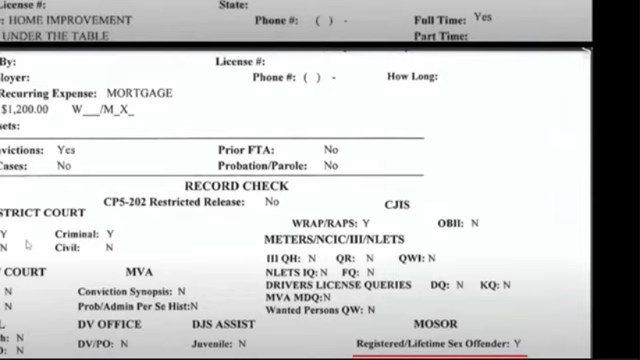 License #: State:
: HOME IMPROVEMENT Phone #: ( ) - Full Time: Yes
UNDER THE TABLE Part Time:
By: License #:
loyer: Phone #: ( ) - How Long:
Recurring Expense: MORTGAGE
$1,200.00 W___/M_X_
sets:
victions: Yes Prior FTA: No
Cases: No Probation/Parole: No
RECORD CHECK
CP5-202 Restricted Release: No
STRICT COURT CJIS
Y Criminal: Y WRAP/RAPS: Y OBII: N
N Civil: N METERS/NCIC/III/NLETS
III QH: N QR: N QWI: N
COURT MVA NLETS IQ: N FQ: N
N Conviction Synopsis: N DRIVERS LICENSE QUERIES DQ: N KQ: N
N Prob/Admin Per Se Hist:N MVA MDQ:N
Wanted Persons QW: N
L DV OFFICE DJS ASSIST MOSOR
h: N DV/PO: N Juvenile: N Registered/Lifetime Sex Offender: Y
: N